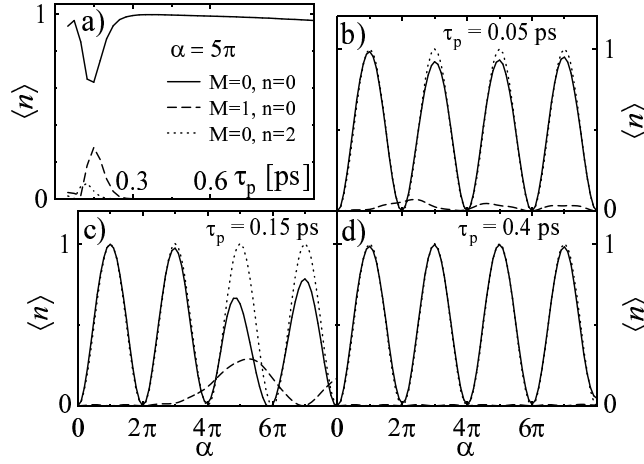 1
a)
α = 5π
M=0, n=0
M=1, n=0
M=0, n=2
⟨n⟩
0
0.3
0.6
τp [ps]
b)
τp = 0.05 ps
1
⟨n⟩
0
c)
τp = 0.15 ps
1
⟨n⟩
0
0
2π
4π
6π
α
d)
τp = 0.4 ps
1
⟨n⟩
0
0
2π
4π
6π
α